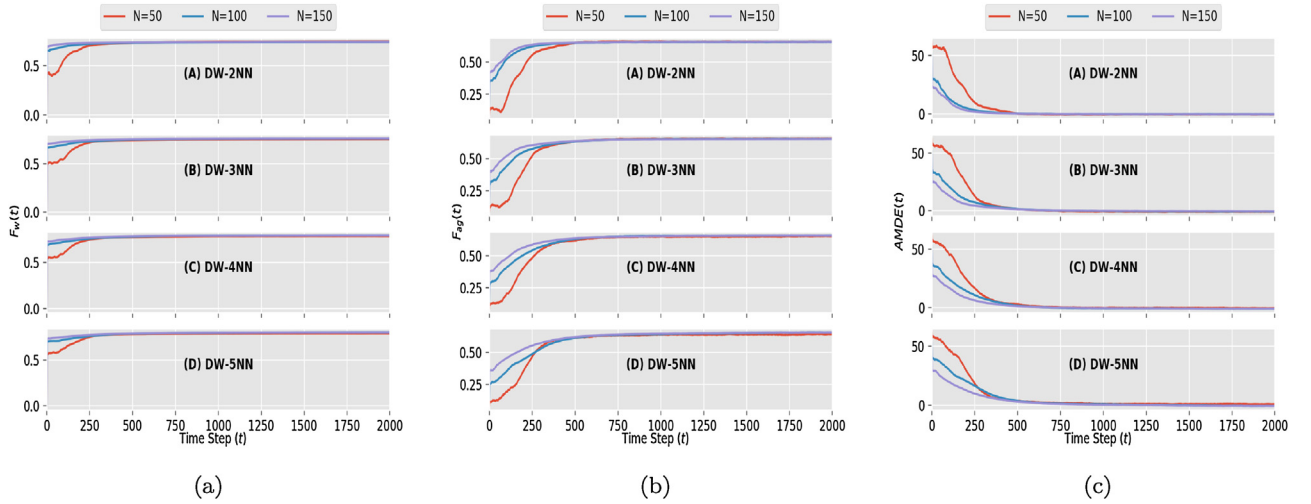 N=50 N=100 N=150
0.5
0.0
(A) DW-2NN
0.5
0.0
(B) DW-3NN
0.5
0.0
(C) DW-4NN
0.5
0.0
(D) DW-5NN
F_w(t)
0 250 500 750 1000 1250 1500 1750 2000
Time Step (t)
(a)
N=50 N=100 N=150
0.50
0.25
(A) DW-2NN
0.50
0.25
(B) DW-3NN
0.50
0.25
(C) DW-4NN
0.50
0.25
(D) DW-5NN
F_ag(t)
0 250 500 750 1000 1250 1500 1750 2000
Time Step (t)
(b)
N=50 N=100 N=150
50
0
(A) DW-2NN
50
0
(B) DW-3NN
50
0
(C) DW-4NN
50
0
(D) DW-5NN
AMDE(t)
0 250 500 750 1000 1250 1500 1750 2000
Time Step (t)
(c)